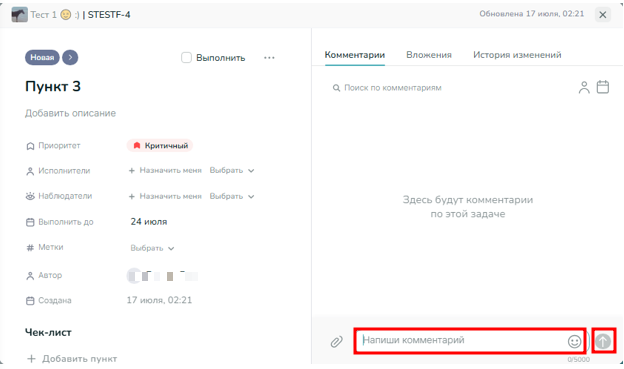 Тест 1 🙂 :) | STESTF-4
Обновлена 17 июля, 02:21
Новая
Выполнить
Пункт 3
Добавить описание
Приоритет Критичный
Исполнители + Назначить меня Выбрать
Наблюдатели + Назначить меня Выбрать
Выполнить до 24 июля
# Метки Выбрать
Автор
Создана 17 июля, 02:21
Чек-лист
+ Добавить пункт
Комментарии Вложения История изменений
Поиск по комментариям
Здесь будут комментарии
по этой задаче
Напиши комментарий
0/5000